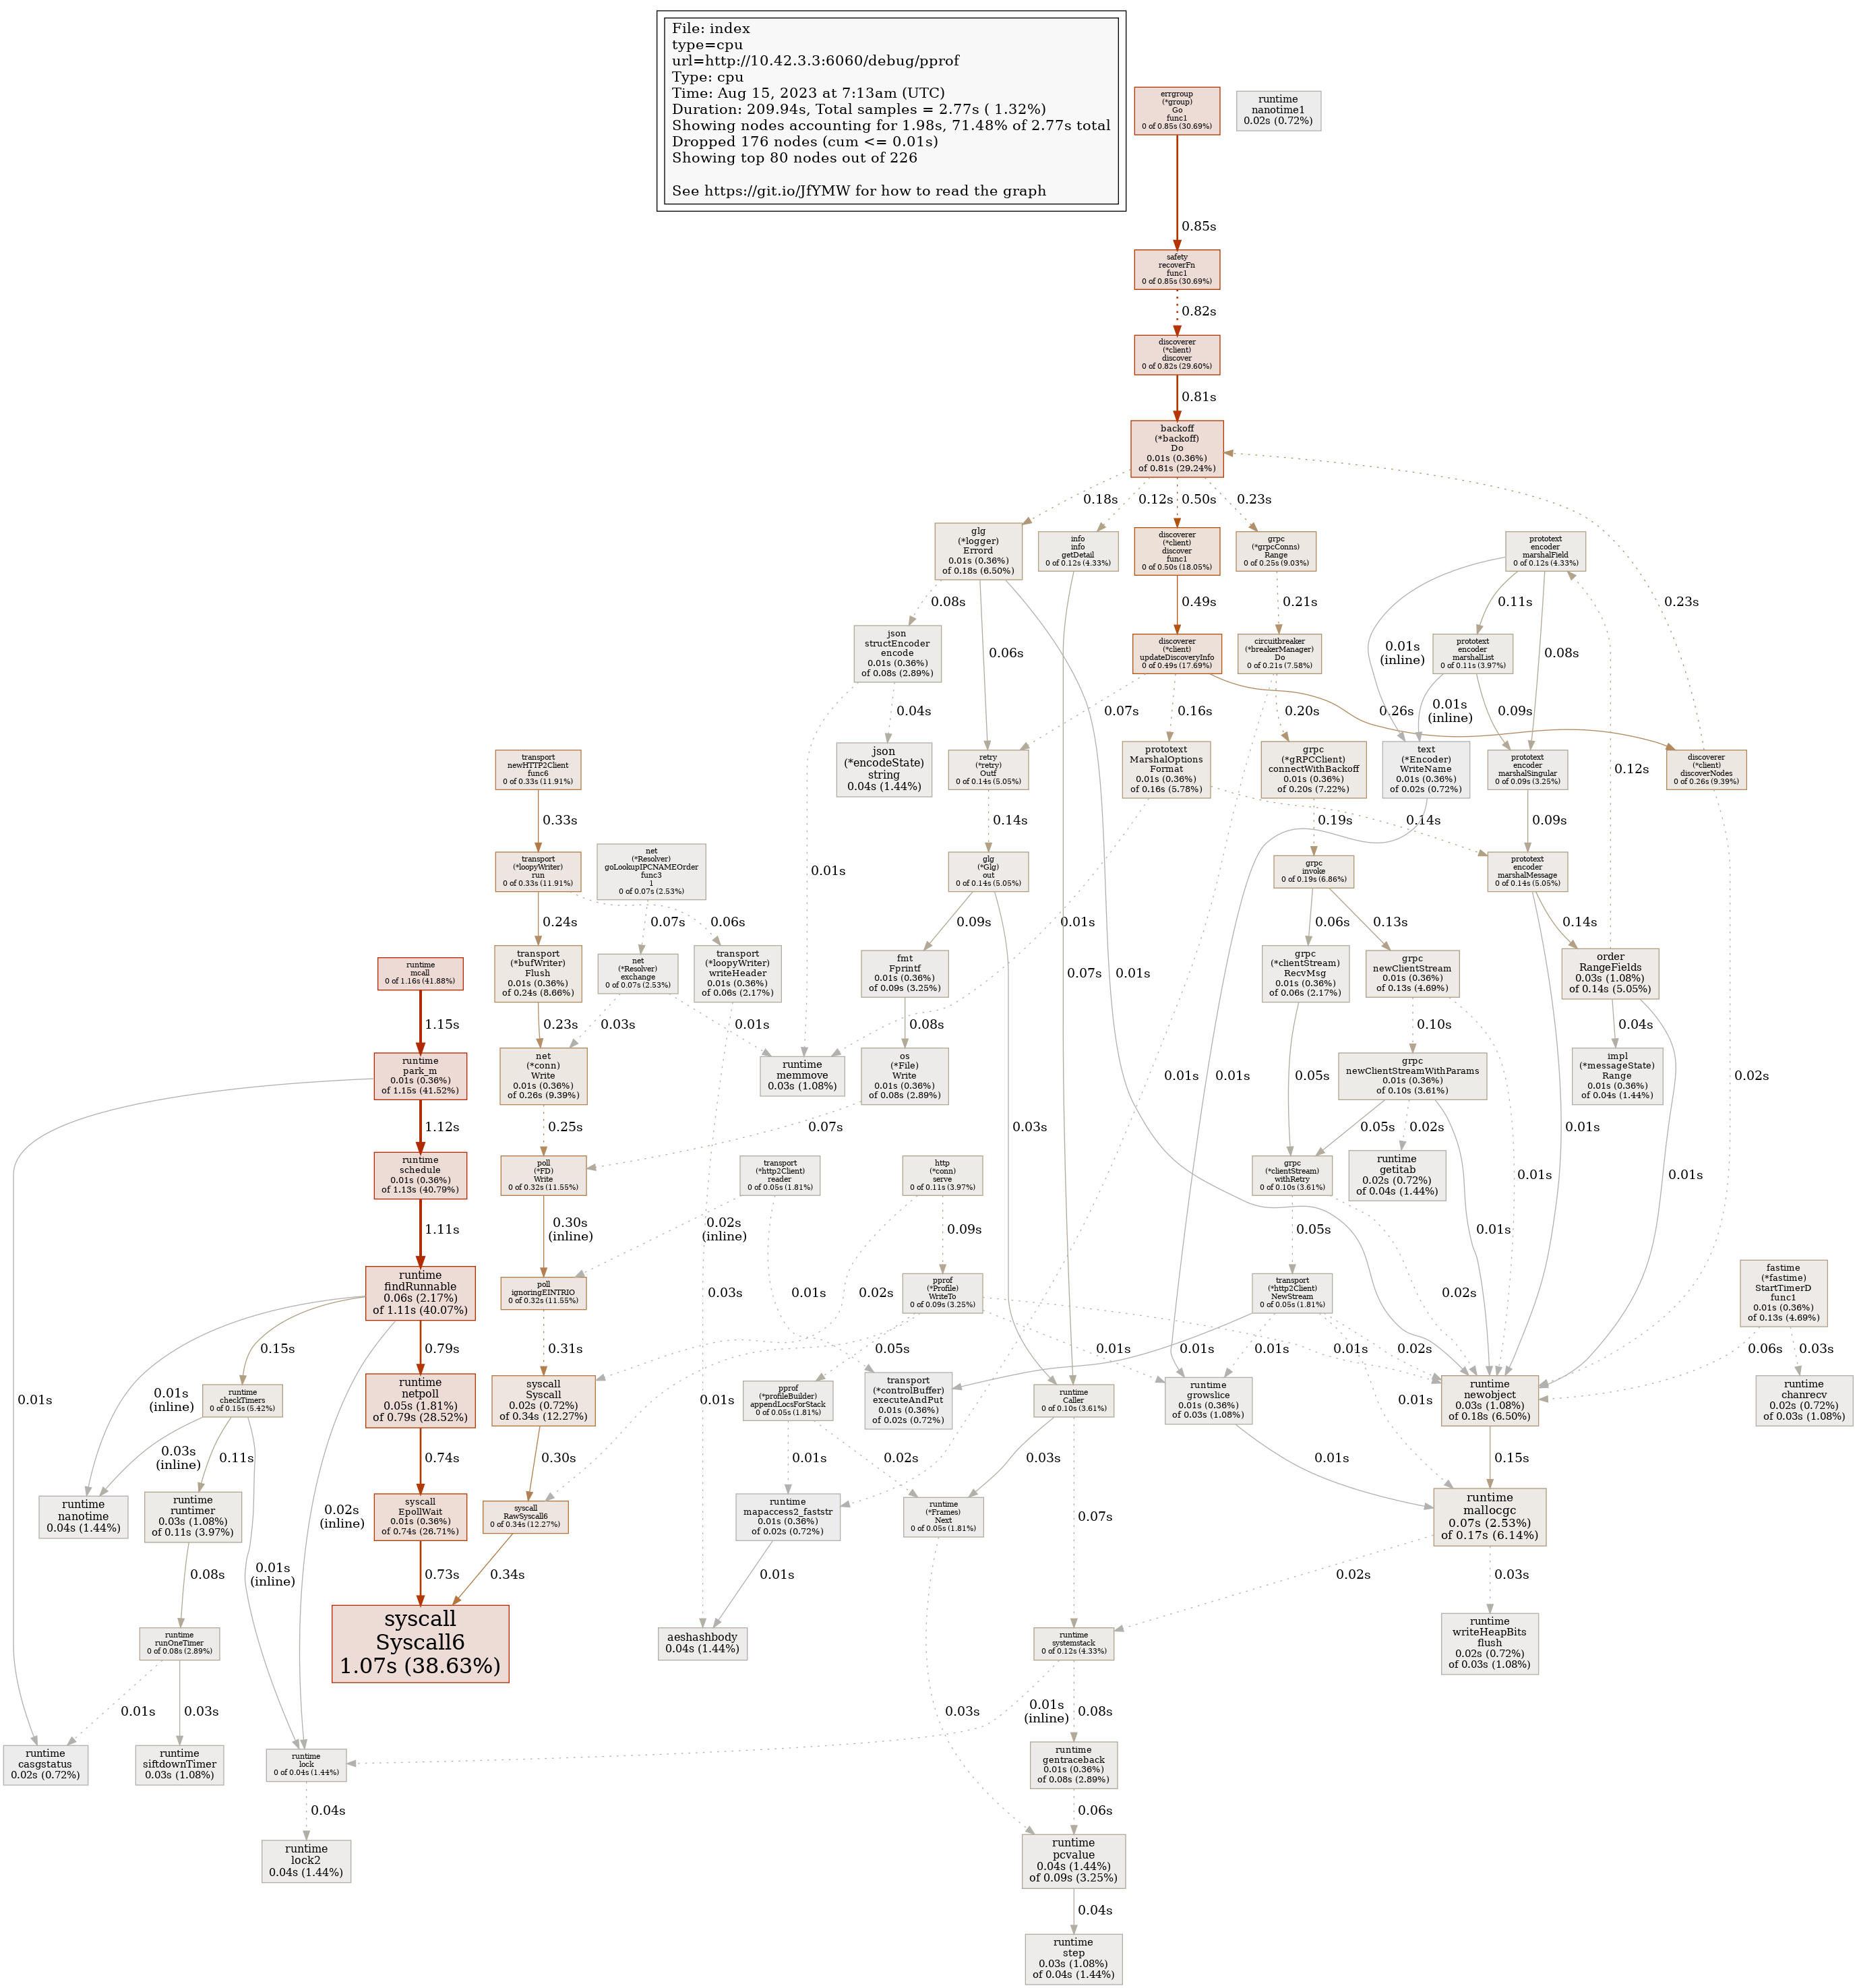 File: index
type=cpu
url=http://10.42.3.3:6060/debug/pprof
Type: cpu
Time: Aug 15, 2023 at 7:13am (UTC)
Duration: 209.94s, Total samples = 2.77s ( 1.32%)
Showing nodes accounting for 1.98s, 71.48% of 2.77s total
Dropped 176 nodes (cum <= 0.01s)
Showing top 80 nodes out of 226
See https://git.io/JfYMW for how to read the graph
errgroup
(*group)
Go
func1
0 of 0.85s (30.69%)
runtime
nanotime1
0.02s (0.72%)
0.85s
safety
recoverFn
func1
0 of 0.85s (30.69%)
0.82s
discoverer
(*client)
discover
0 of 0.82s (29.60%)
0.81s
backoff
(*backoff)
Do
0.01s (0.36%)
of 0.81s (29.24%)
0.18s
0.12s
0.50s
0.23s
glg
(*logger)
Errord
0.01s (0.36%)
of 0.18s (6.50%)
info
info
getDetail
0 of 0.12s (4.33%)
discoverer
(*client)
discover
func1
0 of 0.50s (18.05%)
grpc
(*grpcConns)
Range
0 of 0.25s (9.03%)
prototext
encoder
marshalField
0 of 0.12s (4.33%)
0.08s
0.06s
0.49s
0.21s
0.01s
(inline)
0.11s
0.08s
0.23s
json
structEncoder
encode
0.01s (0.36%)
of 0.08s (2.89%)
discoverer
(*client)
updateDiscoveryInfo
0 of 0.49s (17.69%)
circuitbreaker
(*breakerManager)
Do
0 of 0.21s (7.58%)
prototext
encoder
marshalList
0 of 0.11s (3.97%)
0.04s
0.07s
0.16s
0.20s
0.26s
0.01s
(inline)
0.09s
0.12s
transport
newHTTP2Client
func6
0 of 0.33s (11.91%)
json
(*encodeState)
string
0.04s (1.44%)
retry
(*retry)
Outf
0 of 0.14s (5.05%)
prototext
MarshalOptions
Format
0.01s (0.36%)
of 0.16s (5.78%)
grpc
(*gRPCClient)
connectWithBackoff
0.01s (0.36%)
of 0.20s (7.22%)
text
(*Encoder)
WriteName
0.01s (0.36%)
of 0.02s (0.72%)
prototext
encoder
marshalSingular
0 of 0.09s (3.25%)
discoverer
(*client)
discoverNodes
0 of 0.26s (9.39%)
0.33s
0.14s
0.19s
0.14s
0.09s
transport
(*loopyWriter)
run
0 of 0.33s (11.91%)
net
(*Resolver)
goLookupIPCNAMEOrder
func3
1
0 of 0.07s (2.53%)
0.01s
glg
(*Glg)
out
0 of 0.14s (5.05%)
grpc
invoke
0 of 0.19s (6.86%)
prototext
encoder
marshalMessage
0 of 0.14s (5.05%)
0.24s
0.07s
0.06s
0.09s
0.01s
0.06s
0.13s
0.14s
runtime
mcall
0 of 1.16s (41.88%)
transport
(*bufWriter)
Flush
0.01s (0.36%)
of 0.24s (8.66%)
net
(*Resolver)
exchange
0 of 0.07s (2.53%)
transport
(*loopyWriter)
writeHeader
0.01s (0.36%)
of 0.06s (2.17%)
fmt
Fprintf
0.01s (0.36%)
of 0.09s (3.25%)
0.07s
0.01s
grpc
(*clientStream)
RecvMsg
0.01s (0.36%)
of 0.06s (2.17%)
grpc
newClientStream
0.01s (0.36%)
of 0.13s (4.69%)
order
RangeFields
0.03s (1.08%)
of 0.14s (5.05%)
1.15s
0.23s
0.03s
0.01s
0.08s
0.10s
0.04s
runtime
park_m
0.01s (0.36%)
of 1.15s (41.52%)
net
(*conn)
Write
0.01s (0.36%)
of 0.26s (9.39%)
runtime
memmove
0.03s (1.08%)
os
(*File)
Write
0.01s (0.36%)
of 0.08s (2.89%)
0.01s
0.01s
0.05s
grpc
newClientStreamWithParams
0.01s (0.36%)
of 0.10s (3.61%)
impl
(*messageState)
Range
0.01s (0.36%)
of 0.04s (1.44%)
0.02s
1.12s
0.25s
0.07s
0.03s
0.05s
0.02s
0.01s
runtime
schedule
0.01s (0.36%)
of 1.13s (40.79%)
poll
(*FD)
Write
0 of 0.32s (11.55%)
transport
(*http2Client)
reader
0 of 0.05s (1.81%)
http
(*conn)
serve
0 of 0.11s (3.97%)
grpc
(*clientStream)
withRetry
0 of 0.10s (3.61%)
runtime
getitab
0.02s (0.72%)
of 0.04s (1.44%)
0.01s
0.01s
1.11s
0.30s
(inline)
0.02s
(inline)
0.09s
0.05s
0.01s
runtime
findRunnable
0.06s (2.17%)
of 1.11s (40.07%)
poll
ignoringEINTRIO
0 of 0.32s (11.55%)
0.03s
0.01s
0.02s
pprof
(*Profile)
WriteTo
0 of 0.09s (3.25%)
transport
(*http2Client)
NewStream
0 of 0.05s (1.81%)
0.02s
fastime
(*fastime)
StartTimerD
func1
0.01s (0.36%)
of 0.13s (4.69%)
0.15s
0.79s
0.31s
0.05s
0.01s
0.01s
0.01s
0.01s
0.02s
0.06s
0.03s
0.01s
0.01s
(inline)
runtime
checkTimers
0 of 0.15s (5.42%)
runtime
netpoll
0.05s (1.81%)
of 0.79s (28.52%)
syscall
Syscall
0.02s (0.72%)
of 0.34s (12.27%)
0.01s
pprof
(*profileBuilder)
appendLocsForStack
0 of 0.05s (1.81%)
transport
(*controlBuffer)
executeAndPut
0.01s (0.36%)
of 0.02s (0.72%)
runtime
Caller
0 of 0.10s (3.61%)
runtime
growslice
0.01s (0.36%)
of 0.03s (1.08%)
0.01s
runtime
newobject
0.03s (1.08%)
of 0.18s (6.50%)
runtime
chanrecv
0.02s (0.72%)
of 0.03s (1.08%)
0.03s
(inline)
0.11s
0.74s
0.30s
0.01s
0.02s
0.03s
0.01s
0.15s
runtime
nanotime
0.04s (1.44%)
runtime
runtimer
0.03s (1.08%)
of 0.11s (3.97%)
0.02s
(inline)
syscall
EpollWait
0.01s (0.36%)
of 0.74s (26.71%)
syscall
RawSyscall6
0 of 0.34s (12.27%)
runtime
mapaccess2_faststr
0.01s (0.36%)
of 0.02s (0.72%)
runtime
(*Frames)
Next
0 of 0.05s (1.81%)
0.07s
runtime
mallocgc
0.07s (2.53%)
of 0.17s (6.14%)
0.08s
0.01s
(inline)
0.73s
0.34s
0.01s
0.02s
0.03s
runtime
runOneTimer
0 of 0.08s (2.89%)
syscall
Syscall6
1.07s (38.63%)
aeshashbody
0.04s (1.44%)
runtime
systemstack
0 of 0.12s (4.33%)
runtime
writeHeapBits
flush
0.02s (0.72%)
of 0.03s (1.08%)
0.01s
0.03s
0.03s
0.01s
(inline)
0.08s
runtime
casgstatus
0.02s (0.72%)
runtime
siftdownTimer
0.03s (1.08%)
runtime
lock
0 of 0.04s (1.44%)
runtime
gentraceback
0.01s (0.36%)
of 0.08s (2.89%)
0.04s
0.06s
runtime
lock2
0.04s (1.44%)
runtime
pcvalue
0.04s (1.44%)
of 0.09s (3.25%)
0.04s
runtime
step
0.03s (1.08%)
of 0.04s (1.44%)